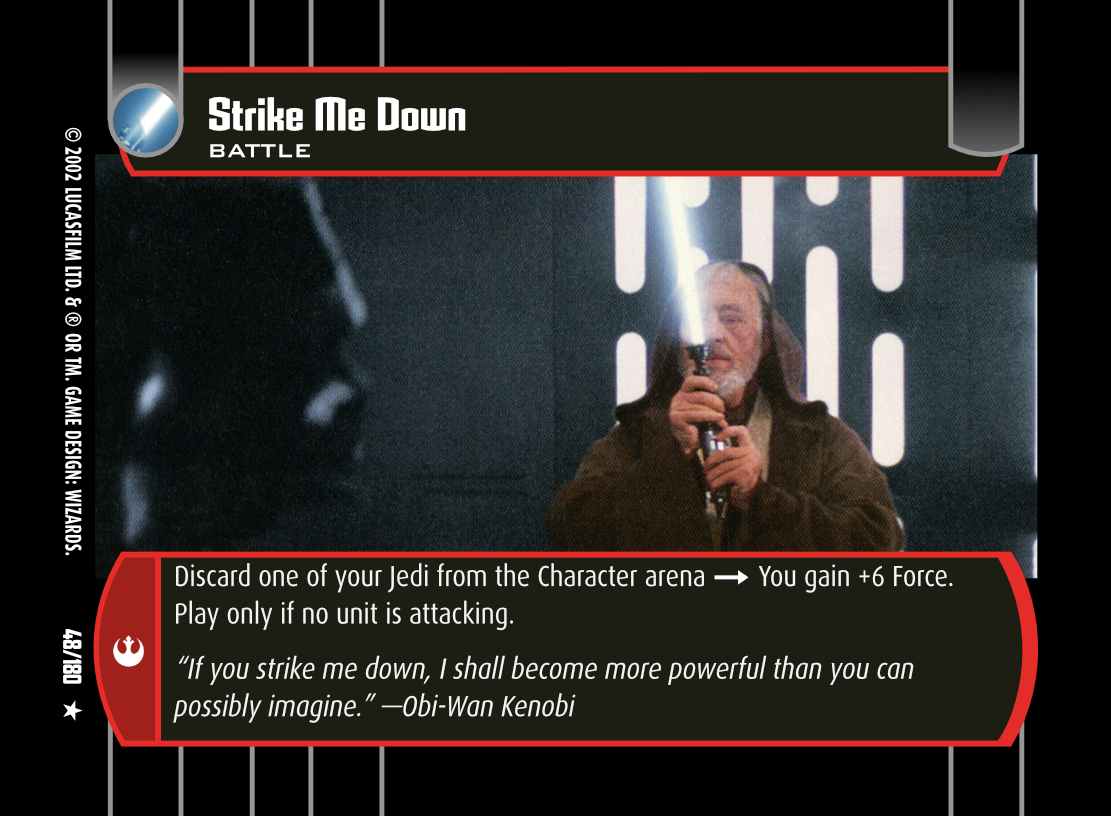 Strike Me Down
BATTLE
Discard one of your Jedi from the Character arena → You gain +6 Force.
Play only if no unit is attacking.
“If you strike me down, I shall become more powerful than you can
possibly imagine.” —Obi-Wan Kenobi
© 2002 LUCASFILM LTD. & ® OR TM. GAME DESIGN: WIZARDS.
48/180 ★